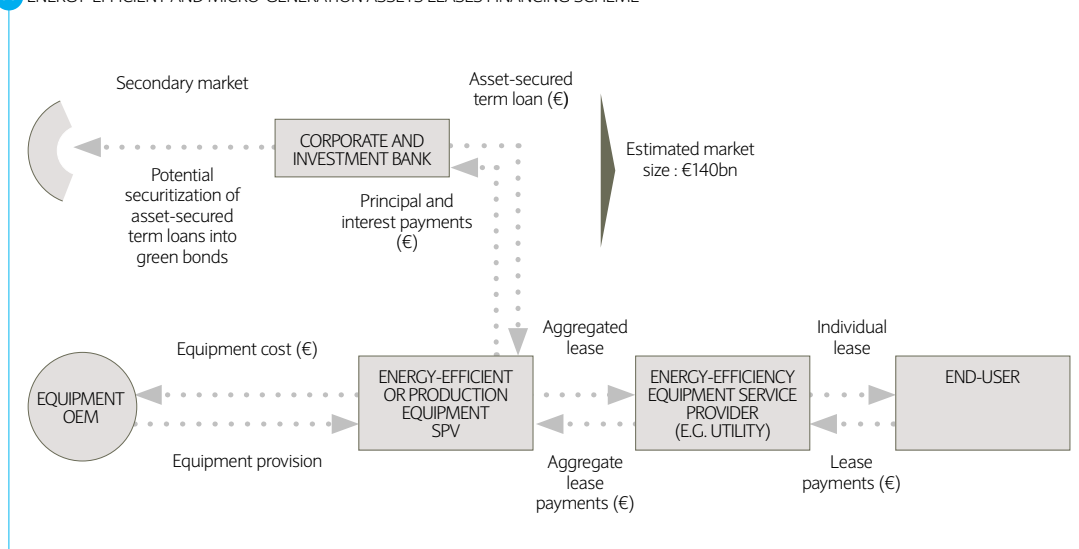 ENERGY-EFFICIENT AND MICRO-GENERATION ASSETS LEASES FINANCING SCHEME
Secondary market
Asset-secured
term loan (€)
CORPORATE AND
INVESTMENT BANK
Estimated market
size : €140bn
Potential
securitization of
asset-secured
term loans into
green bonds
Principal and
interest payments
(€)
Equipment cost (€)
Aggregated
lease
Individual
lease
EQUIPMENT
OEM
ENERGY-EFFICIENT
OR PRODUCTION
EQUIPMENT
SPV
ENERGY-EFFICIENCY
EQUIPMENT SERVICE
PROVIDER
(E.G. UTILITY)
END-USER
Equipment provision
Aggregate
lease
payments (€)
Lease
payments (€)